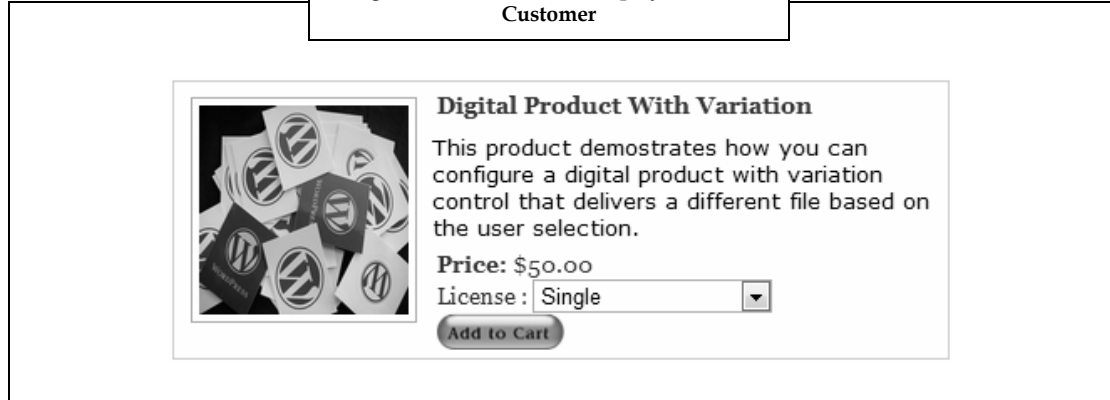 Customer
Digital Product With Variation
This product demostrates how you can
configure a digital product with variation
control that delivers a different file based on
the user selection.
Price: $50.00
License : Single
Add to Cart
WORDPRESS